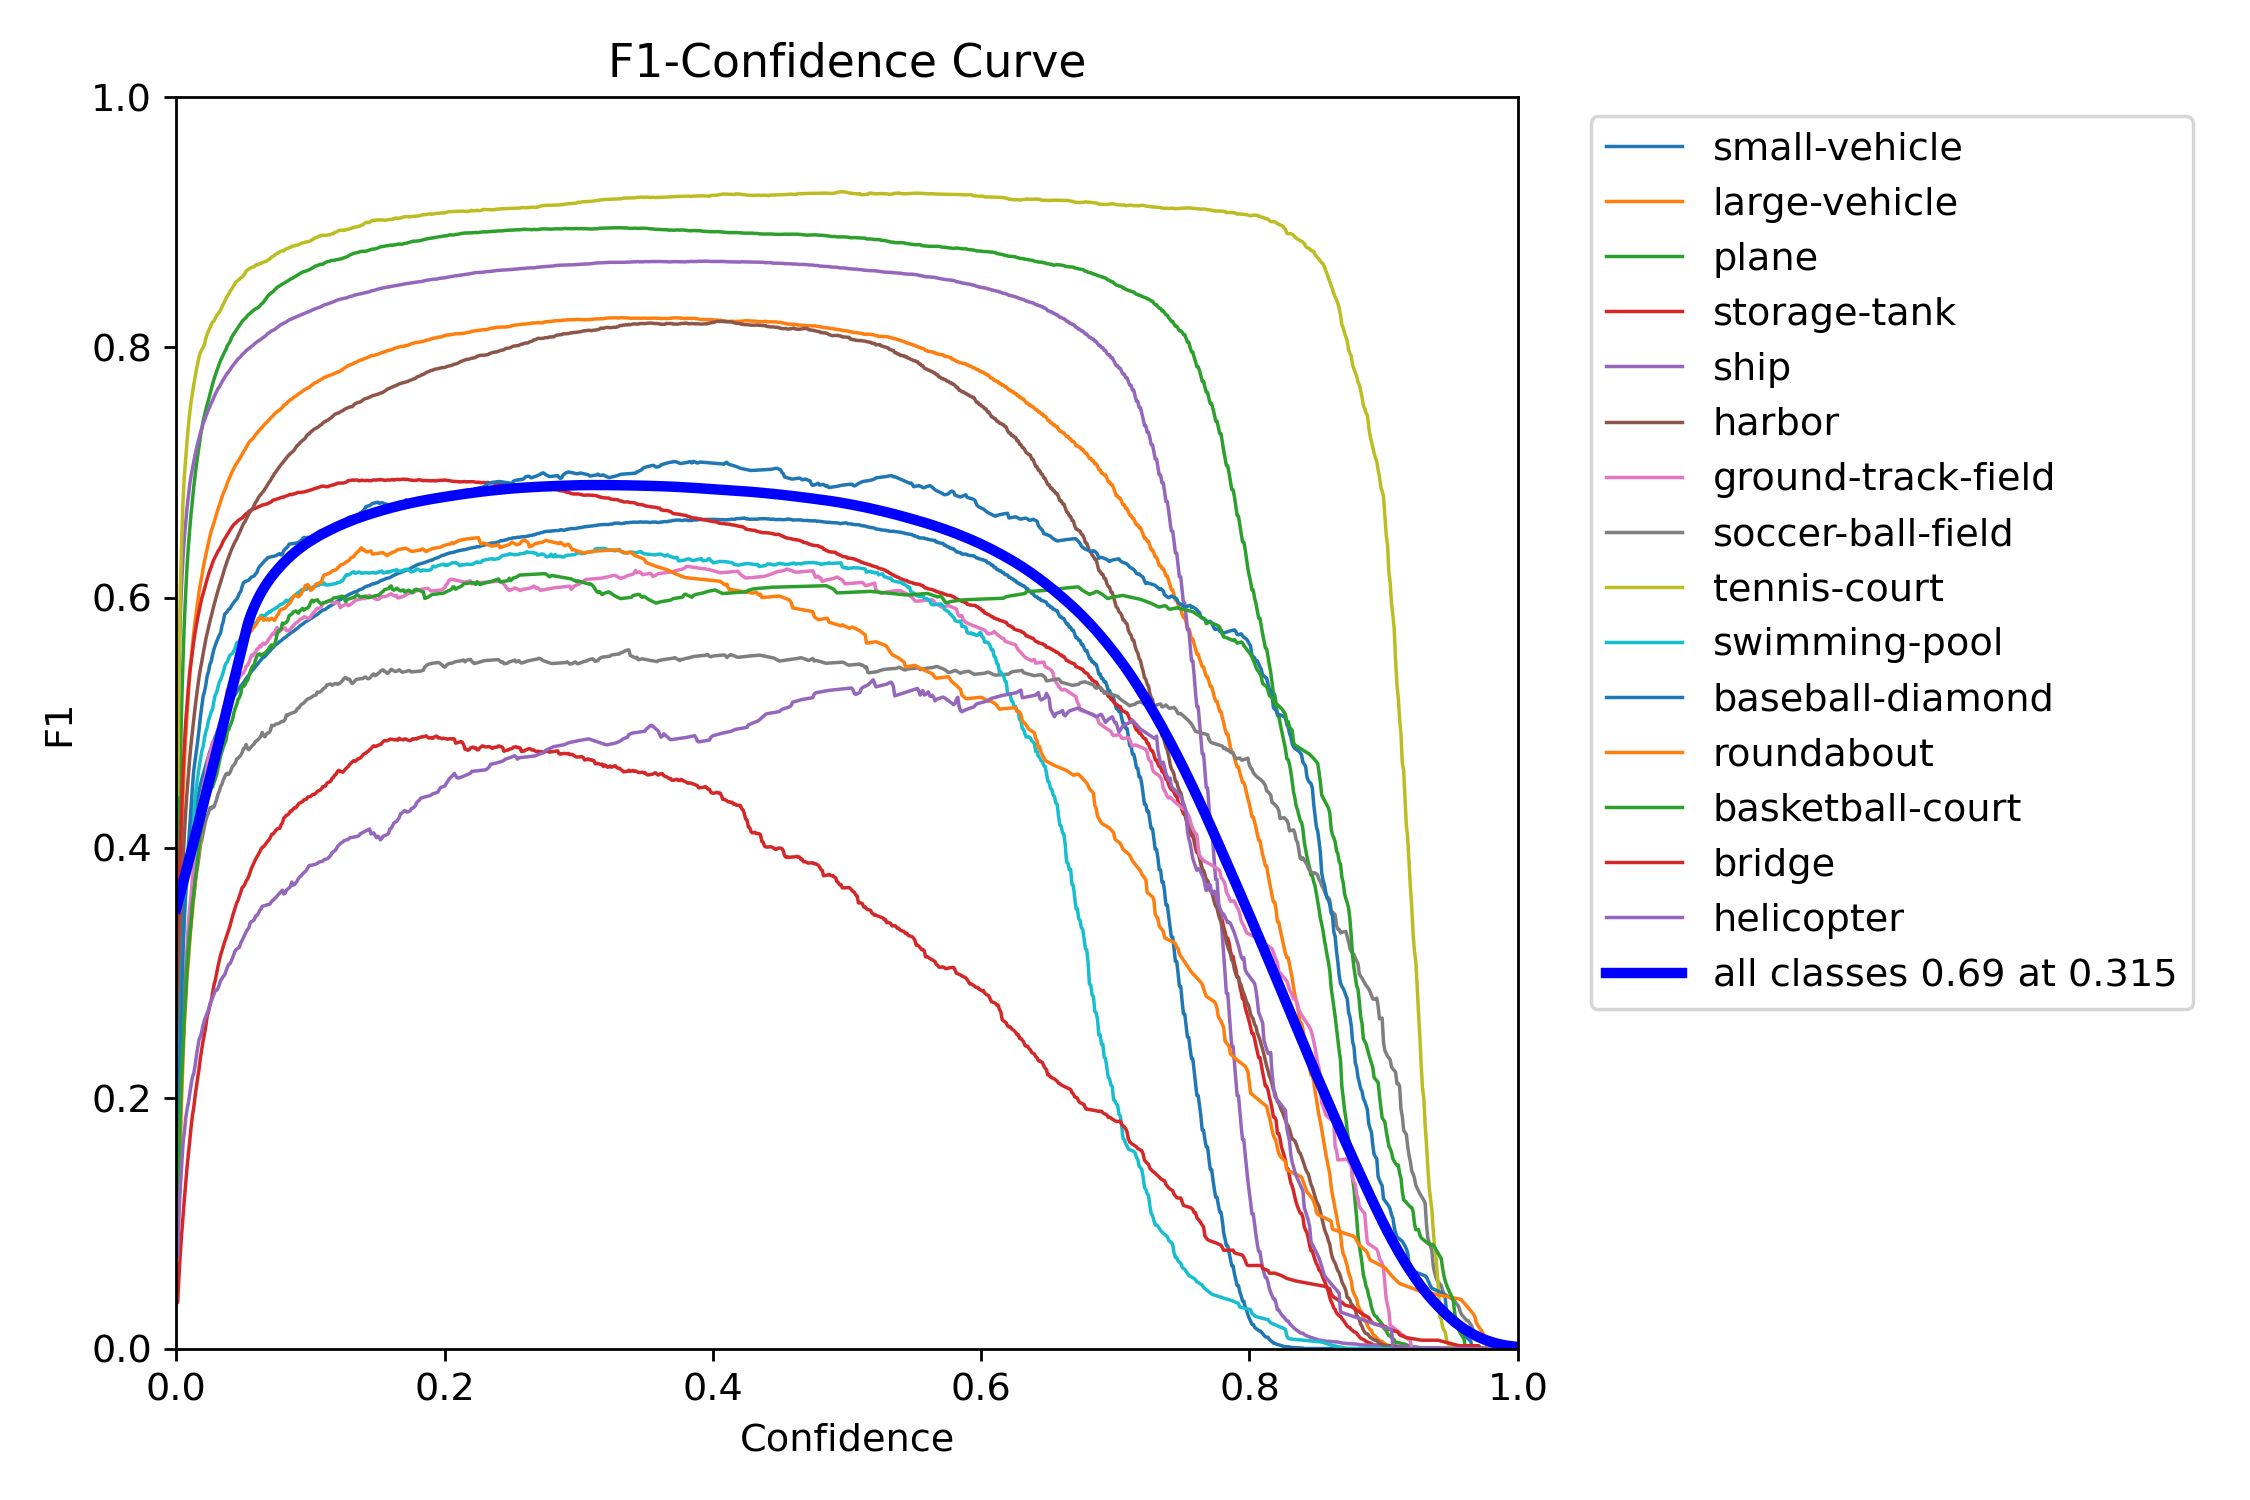 F1-Confidence Curve
1.0
0.8
0.6
0.4
0.2
0.0
F1
0.0 0.2 0.4 0.6 0.8 1.0
Confidence
small-vehicle
large-vehicle
plane
storage-tank
ship
harbor
ground-track-field
soccer-ball-field
tennis-court
swimming-pool
baseball-diamond
roundabout
basketball-court
bridge
helicopter
all classes 0.69 at 0.315